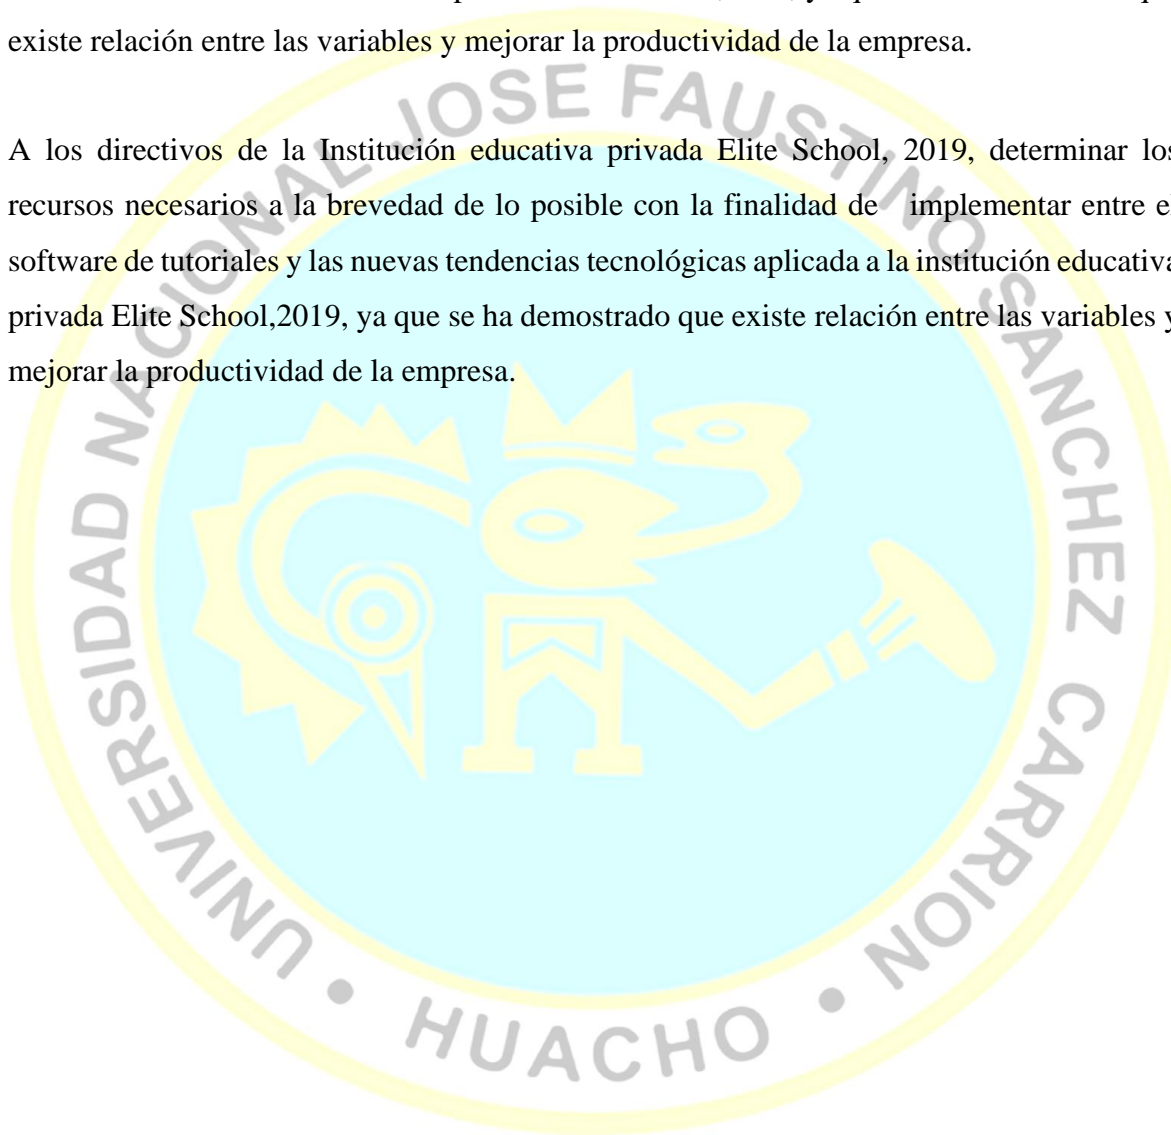 existe relación entre las variables y mejorar la productividad de la empresa.
A los directivos de la Institución educativa privada Elite School, 2019, determinar los
recursos necesarios a la brevedad de lo posible con la finalidad de implementar entre el
software de tutoriales y las nuevas tendencias tecnológicas aplicada a la institución educativa
privada Elite School,2019, ya que se ha demostrado que existe relación entre las variables y
mejorar la productividad de la empresa.
UNIVERSIDAD NACIONAL JOSE FAUSTINO SANCHEZ CARRION
• HUACHO •